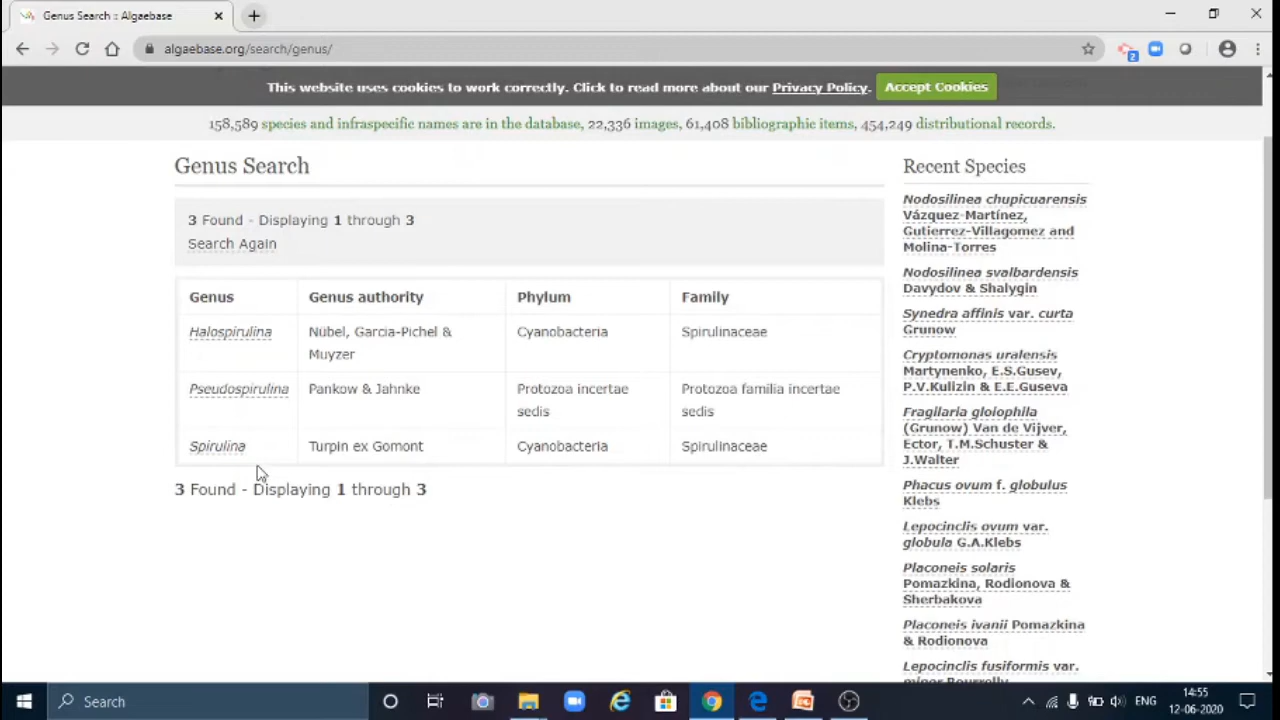 Genus Search :: Algaebase
algaebase.org/search/genus/
2
This website uses cookies to work correctly. Click to read more about our Privacy Policy. Accept Cookies
158,589 species and infraspecific names are in the database, 22,336 images, 61,408 bibliographic items, 454,249 distributional records.
Genus Search
3 Found - Displaying 1 through 3
Search Again
Genus Genus authority Phylum Family
Halospirulina Nübel, Garcia-Pichel & Cyanobacteria Spirulinaceae
Muyzer
Pseudospirulina Pankow & Jahnke Protozoa incertae Protozoa familia incertae
sedis sedis
Spirulina Turpin ex Gomont Cyanobacteria Spirulinaceae
3 Found - Displaying 1 through 3
Recent Species
Nodosilinea chupicuarensis
Vázquez-Martínez,
Gutierrez-Villagomez and
Molina-Torres
Nodosilinea svalbardensis
Davydov & Shalygin
Synedra affinis var. curta
Grunow
Cryptomonas uralensis
Martynenko, E.S.Gusev,
P.V.Kulizin & E.E.Guseva
Fragilaria gloiophila
(Grunow) Van de Vijver,
Ector, T.M.Schuster &
J.Walter
Phacus ovum f. globulus
Klebs
Lepocinclis ovum var.
globula G.A.Klebs
Placoneis solaris
Pomazkina, Rodionova &
Sherbakova
Placoneis ivanii Pomazkina
& Rodionova
Lepocinclis fusiformis var.
minor Bourrelly
Search
ENG
14:55
12-06-2020